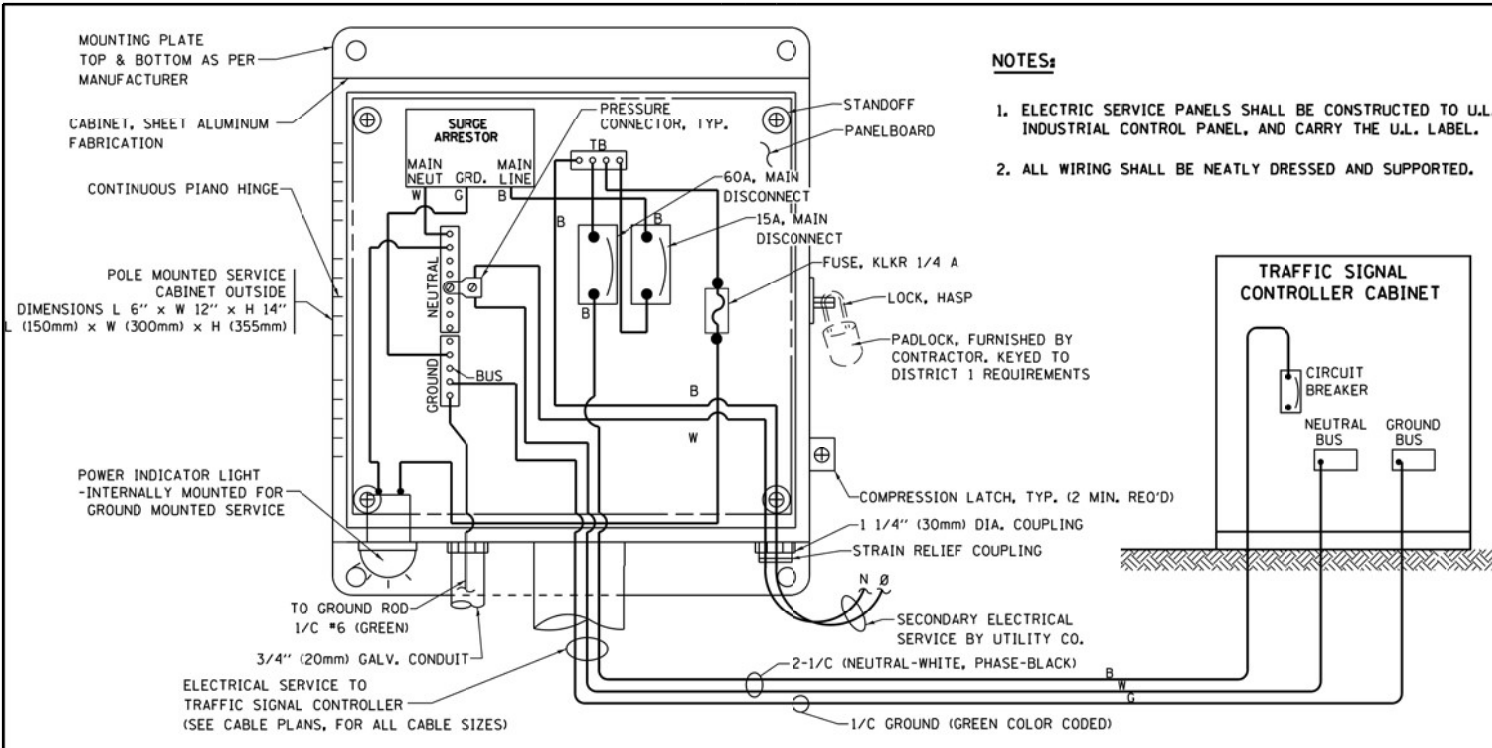 MOUNTING PLATE
TOP & BOTTOM AS PER
MANUFACTURER
CABINET, SHEET ALUMINUM
FABRICATION
CONTINUOUS PIANO HINGE
POLE MOUNTED SERVICE
CABINET OUTSIDE
DIMENSIONS L 6" x W 12" x H 14"
L (150mm) x W (300mm) x H (355mm)
POWER INDICATOR LIGHT
-INTERNALLY MOUNTED FOR
GROUND MOUNTED SERVICE
TO GROUND ROD
1/C #6 (GREEN)
3/4" (20mm) GALV. CONDUIT
ELECTRICAL SERVICE TO
TRAFFIC SIGNAL CONTROLLER
(SEE CABLE PLANS, FOR ALL CABLE SIZES)
SURGE
ARRESTOR
MAIN
NEUT
GRD.
MAIN
LINE
W
G
B
PRESSURE
CONNECTOR, TYP.
TB
60A, MAIN
DISCONNECT
15A, MAIN
DISCONNECT
B
B
B
NEUTRAL
GROUND
BUS
B
W
STANDOFF
PANELBOARD
FUSE, KLKR 1/4 A
LOCK, HASP
PADLOCK, FURNISHED BY
CONTRACTOR. KEYED TO
DISTRICT 1 REQUIREMENTS
COMPRESSION LATCH, TYP. (2 MIN. REQ'D)
1 1/4" (30mm) DIA. COUPLING
STRAIN RELIEF COUPLING
N Ø
SECONDARY ELECTRICAL
SERVICE BY UTILITY CO.
2-1/C (NEUTRAL-WHITE, PHASE-BLACK)
1/C GROUND (GREEN COLOR CODED)
B
W
G
NOTES:
1. ELECTRIC SERVICE PANELS SHALL BE CONSTRUCTED TO U.L.
INDUSTRIAL CONTROL PANEL, AND CARRY THE U.L. LABEL.
2. ALL WIRING SHALL BE NEATLY DRESSED AND SUPPORTED.
TRAFFIC SIGNAL
CONTROLLER CABINET
CIRCUIT
BREAKER
NEUTRAL
BUS
GROUND
BUS